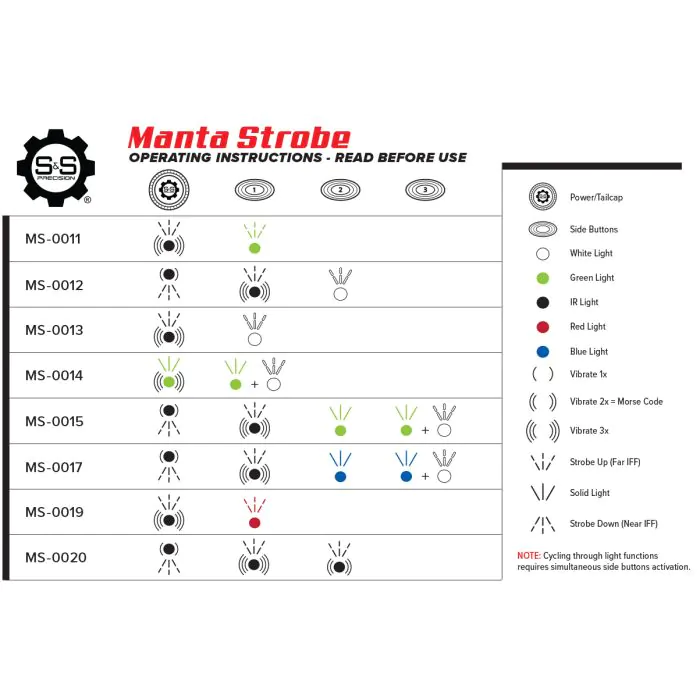 S&S
PRECISION
®
Manta Strobe
OPERATING INSTRUCTIONS - READ BEFORE USE
S&S 1 2 3
MS-0011
MS-0012
MS-0013
MS-0014 +
MS-0015 +
MS-0017 +
MS-0019
MS-0020
Power/Tailcap
Side Buttons
White Light
Green Light
IR Light
Red Light
Blue Light
Vibrate 1x
Vibrate 2x = Morse Code
Vibrate 3x
Strobe Up (Far IFF)
Solid Light
Strobe Down (Near IFF)
NOTE: Cycling through light functions
requires simultaneous side buttons activation.